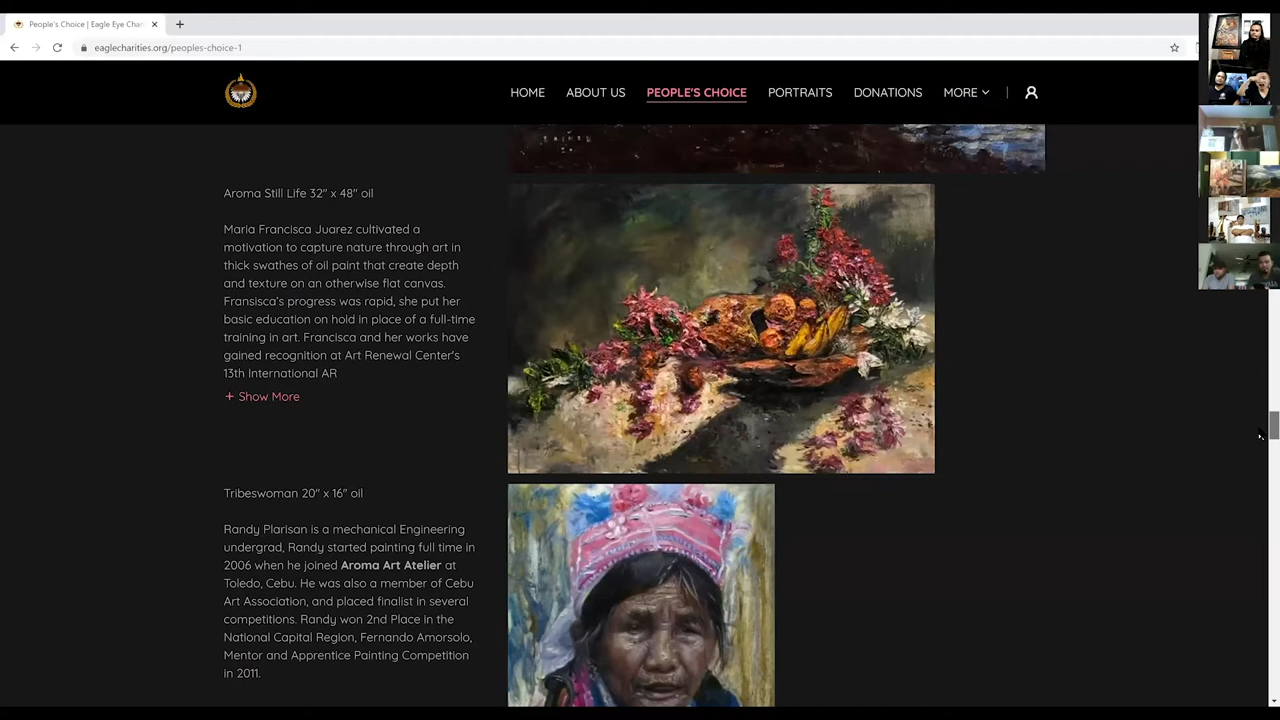 People's Choice | Eagle Eye Char
eaglecharities.org/peoples-choice-1
HOME ABOUT US PEOPLE'S CHOICE PORTRAITS DONATIONS MORE
Aroma Still Life 32" x 48" oil
Maria Francisca Juarez cultivated a
motivation to capture nature through art in
thick swathes of oil paint that create depth
and texture on an otherwise flat canvas.
Fransisca's progress was rapid, she put her
basic education on hold in place of a full-time
training in art. Francisca and her works have
gained recognition at Art Renewal Center's
13th International AR
+ Show More
Tribeswoman 20" x 16" oil
Randy Plarisan is a mechanical Engineering
undergrad, Randy started painting full time in
2006 when he joined Aroma Art Atelier at
Toledo, Cebu. He was also a member of Cebu
Art Association, and placed finalist in several
competitions. Randy won 2nd Place in the
National Capital Region, Fernando Amorsolo,
Mentor and Apprentice Painting Competition
in 2011.